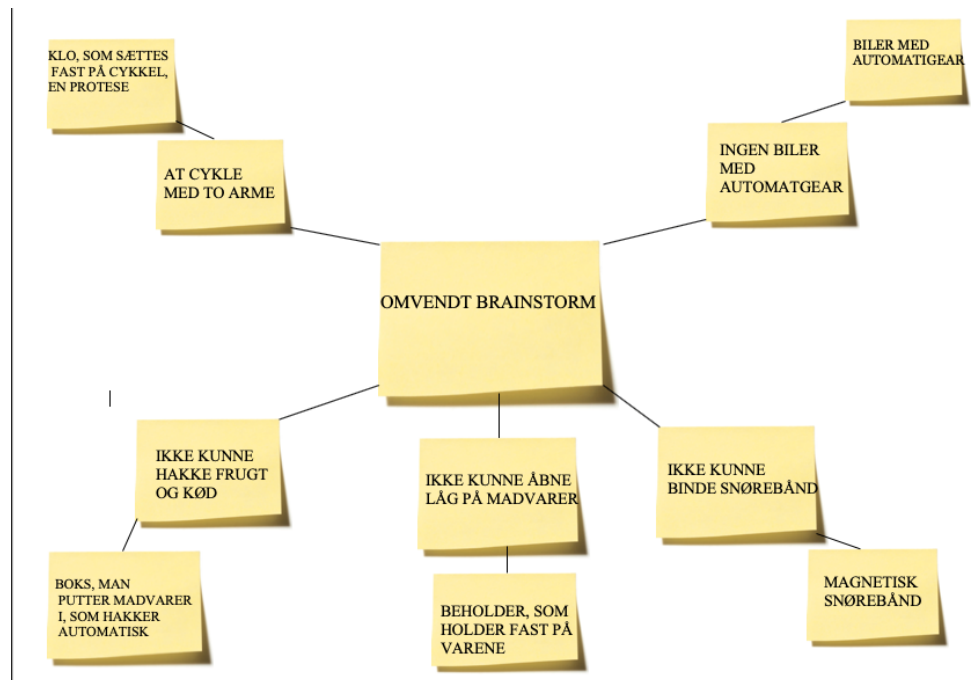 KLO, SOM SÆTTES
FAST PÅ CYKKEL,
EN PROTESE
BILER MED
AUTOMATIGEAR
AT CYKLE
MED TO ARME
INGEN BILER
MED
AUTOMATGEAR
OMVENDT BRAINSTORM
IKKE KUNNE
HAKKE FRUGT
OG KØD
IKKE KUNNE ÅBNE
LÅG PÅ MADVARER
IKKE KUNNE
BINDE SNØREBÅND
BOKS, MAN
PUTTER MADVARER
I, SOM HAKKER
AUTOMATISK
BEHOLDER, SOM
HOLDER FAST PÅ
VARENE
MAGNETISK
SNØREBÅND